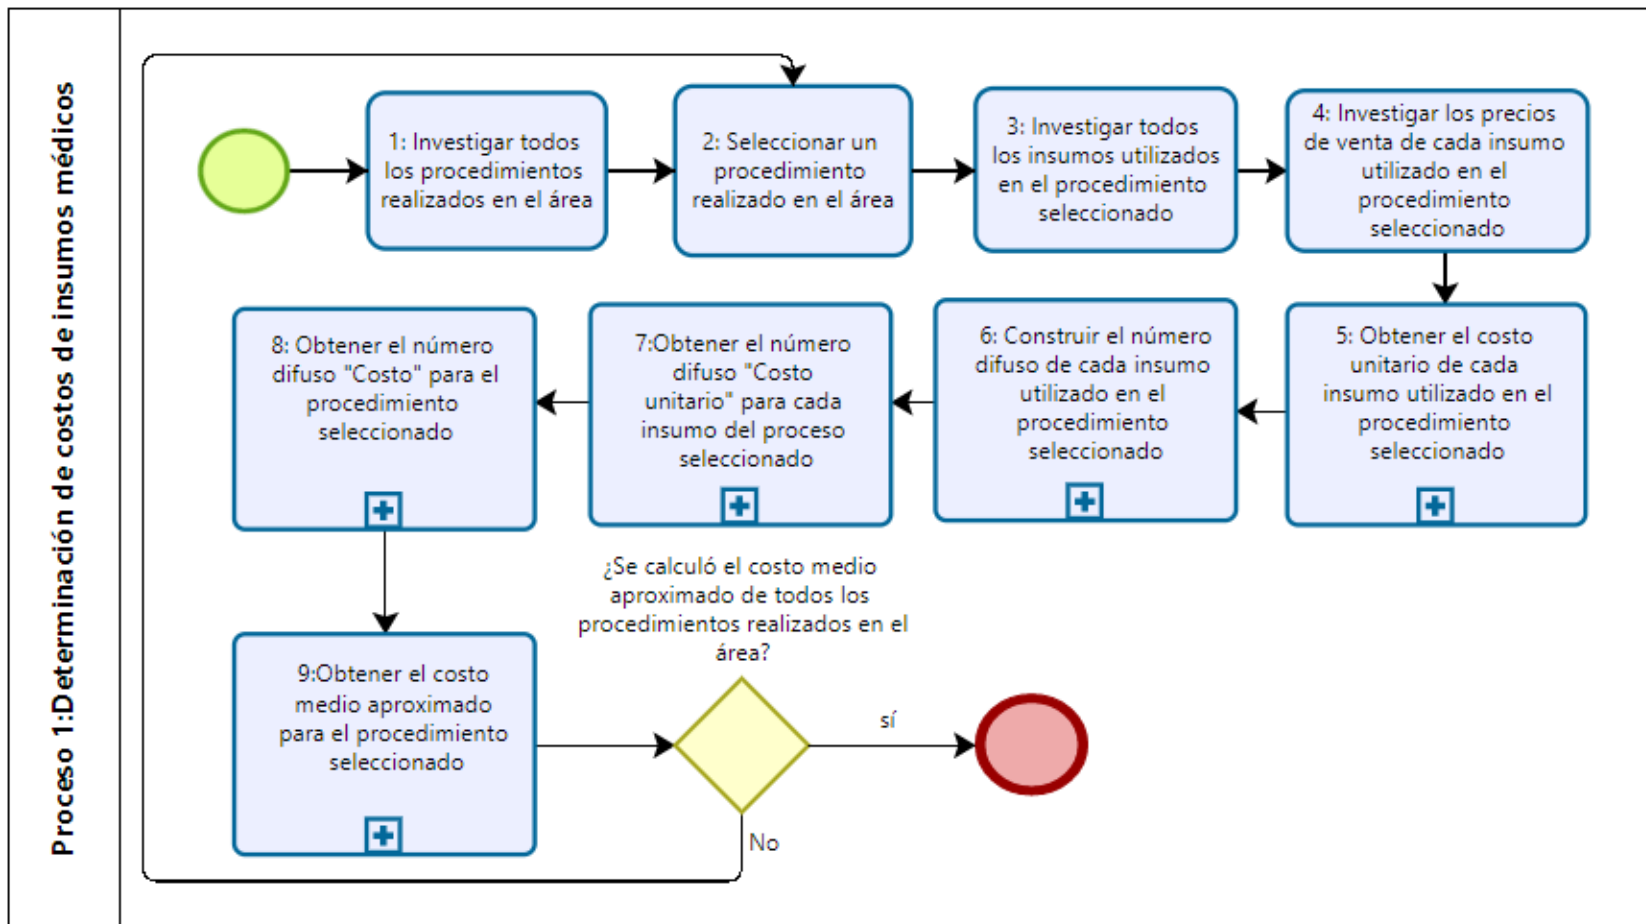 Proceso 1:Determinación de costos de insumos médicos
1: Investigar todos
los procedimientos
realizados en el área
2: Seleccionar un
procedimiento
realizado en el área
3: Investigar todos
los insumos utilizados
en el procedimiento
seleccionado
4: Investigar los precios
de venta de cada insumo
utilizado en el
procedimiento
seleccionado
5: Obtener el costo
unitario de cada
insumo utilizado en el
procedimiento
seleccionado
6: Construir el número
difuso de cada insumo
utilizado en el
procedimiento
seleccionado
7:Obtener el número
difuso "Costo
unitario" para cada
insumo del proceso
seleccionado
8: Obtener el número
difuso "Costo" para el
procedimiento
seleccionado
9:Obtener el costo
medio aproximado
para el procedimiento
seleccionado
¿Se calculó el costo medio
aproximado de todos los
procedimientos realizados en el
área?
sí
No